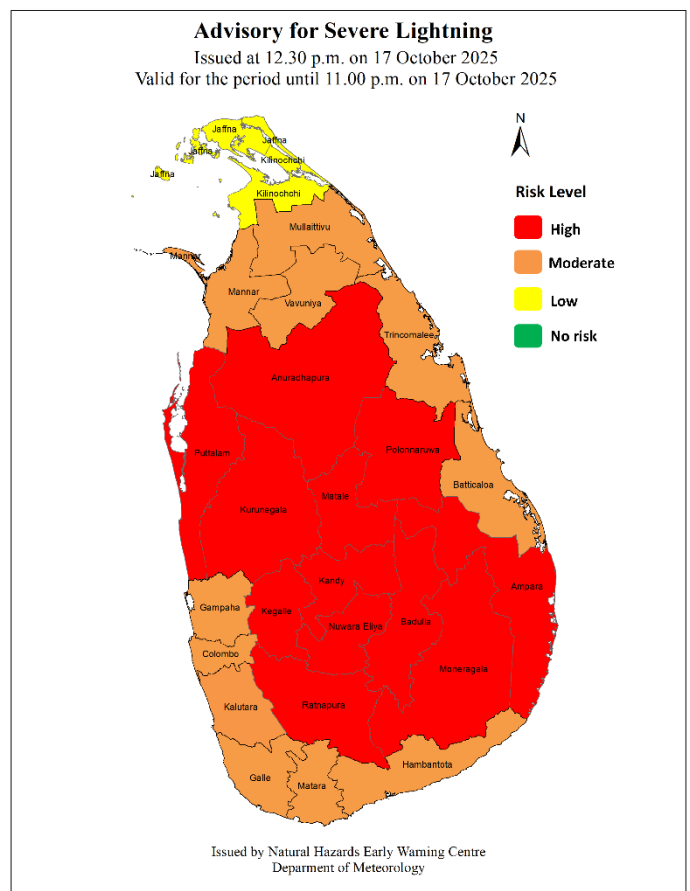 Advisory for Severe Lightning
Issued at 12.30 p.m. on 17 October 2025
Valid for the period until 11.00 p.m. on 17 October 2025
N
Jaffna
Jaffna
Jaffna
Kilinochchi
Jaffna
Kilinochchi
Risk Level
High
Moderate
Low
No risk
Mullaittivu
Mannar
Mannar
Vavuniya
Trincomalee
Anuradhapura
Puttalam
Polonnaruwa
Batticaloa
Matale
Kurunegala
Kandy
Ampara
Gampaha
Kegalle
Badulla
Nuwara Eliya
Colombo
Moneragala
Kalutara
Ratnapura
Hambantota
Galle
Matara
Issued by Natural Hazards Early Warning Centre
Deparment of Meteorology